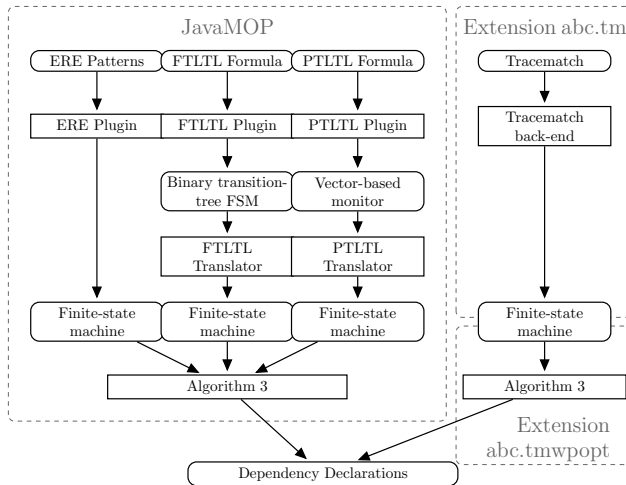 JavaMOP
Extension abc.tm
ERE Patterns
FTLTL Formula
PTLTL Formula
Tracematch
ERE Plugin
FTLTL Plugin
PTLTL Plugin
Tracematch
back-end
Binary transition-
tree FSM
Vector-based
monitor
FTLTL
Translator
PTLTL
Translator
Finite-state
machine
Finite-state
machine
Finite-state
machine
Finite-state
machine
Algorithm 3
Algorithm 3
Extension
abc.tmwpopt
Dependency Declarations